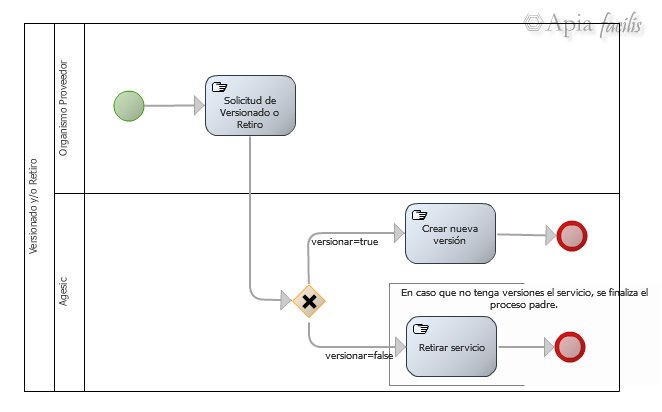 Apia facilis
Versionado y/o Retiro
Organismo Proveedor
Solicitud de
Versionado o
Retiro
Agesic
versionar=true
Crear nueva
versión
En caso que no tenga versiones el servicio, se finaliza el
proceso padre.
versionar=false
Retirar servicio